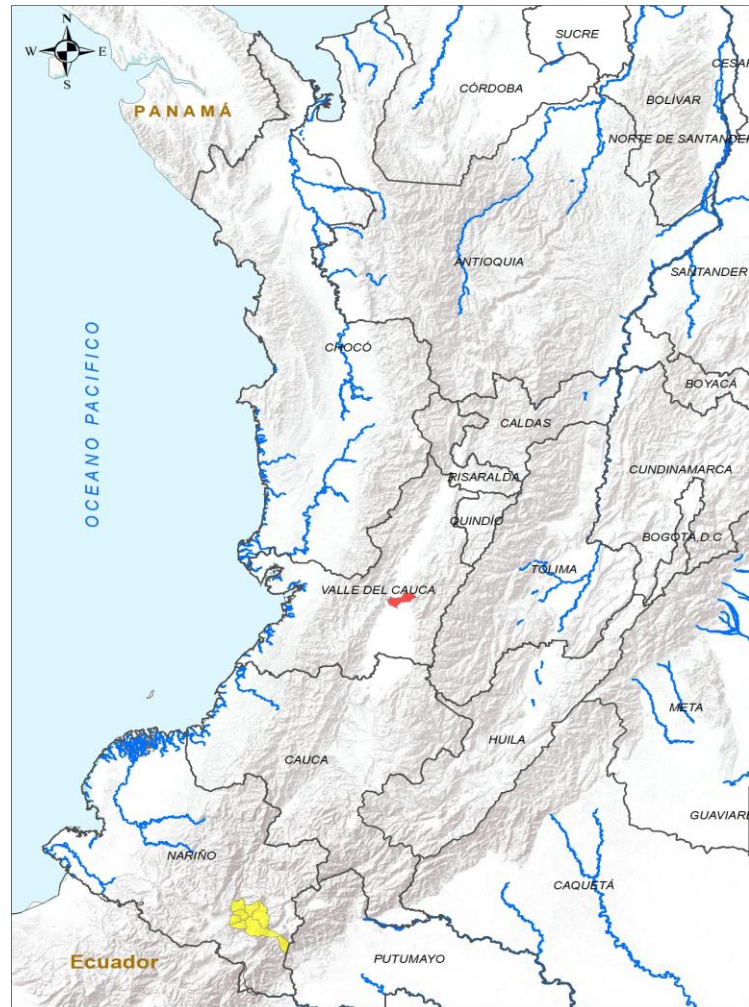 N
W E
S
PANAMÁ
SUCRE
CESAR
CÓRDOBA
BOLÍVAR
NORTE DE SANTANDER
ANTIOQUIA
SANTANDER
OCEANO PACIFICO
CHOCÓ
BOYACÁ
CALDAS
CUNDINAMARCA
RISARALDA
QUINDÍO
BOGOTÁ, D.C
TOLIMA
VALLE DEL CAUCA
META
HUILA
CAUCA
GUAVIARE
NARIÑO
CAQUETÁ
Ecuador
PUTUMAYO